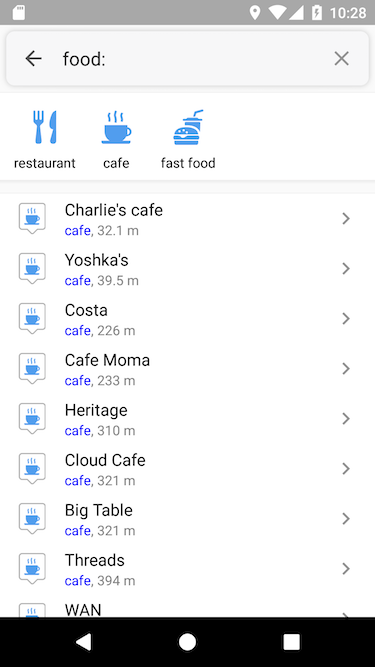 10:28
food:
restaurant cafe fast food
Charlie's cafe
cafe, 32.1 m
Yoshka's
cafe, 39.5 m
Costa
cafe, 226 m
Cafe Moma
cafe, 233 m
Heritage
cafe, 310 m
Cloud Cafe
cafe, 321 m
Big Table
cafe, 321 m
Threads
cafe, 394 m
WAN